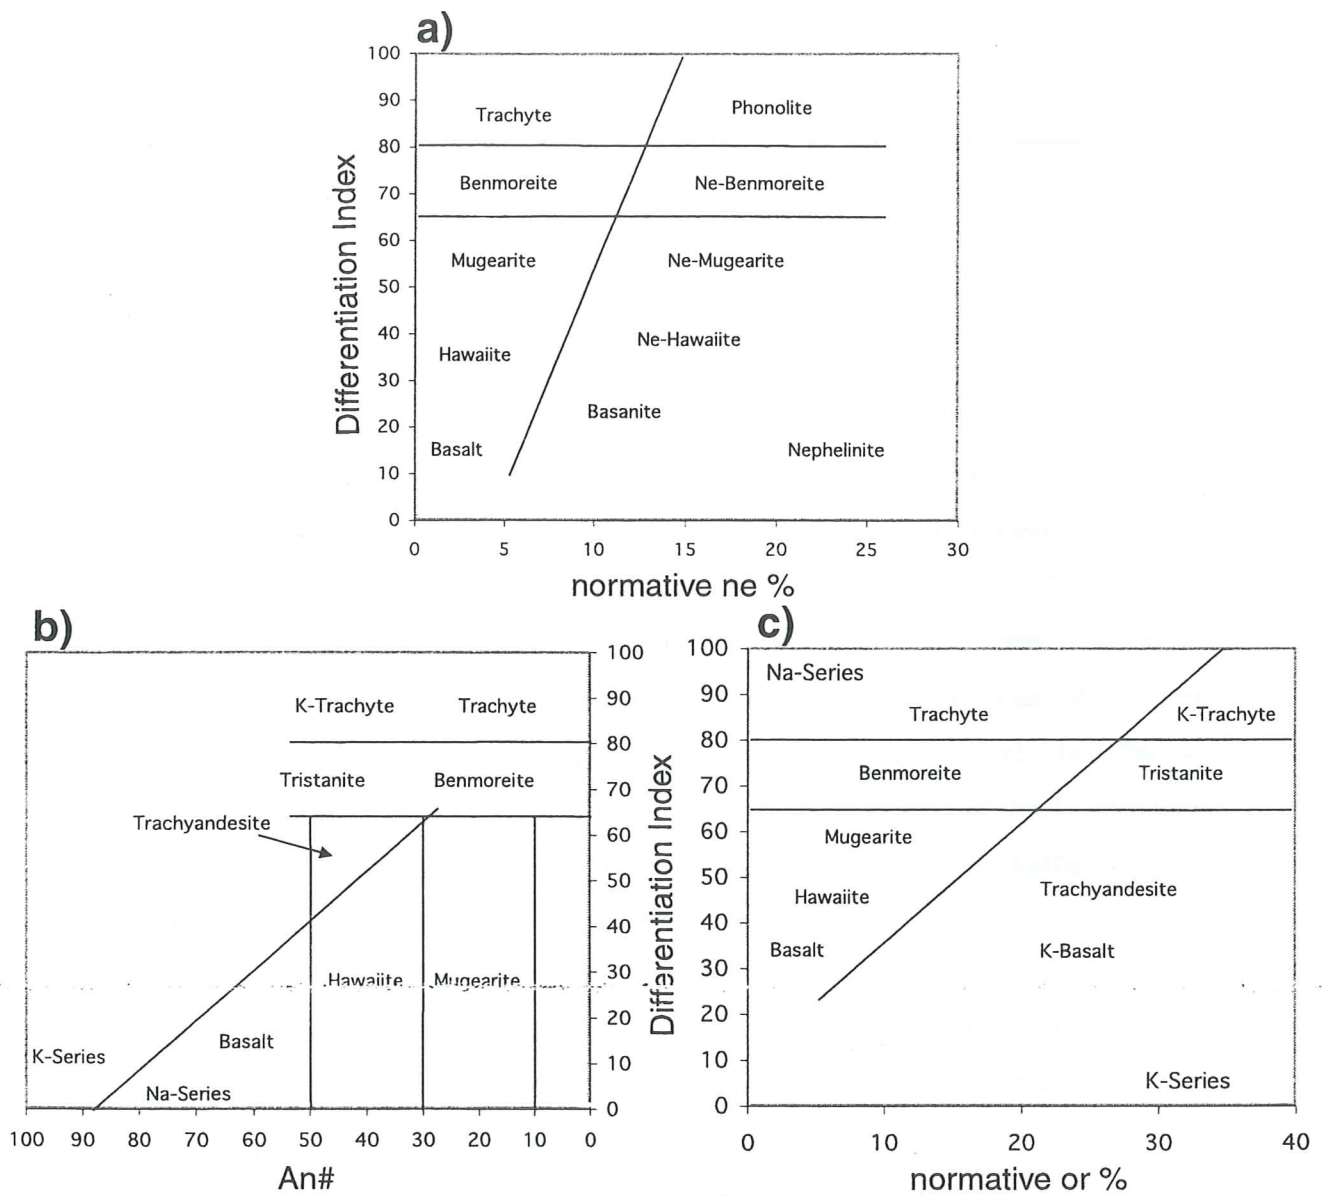 a)
100
90
80
70
60
50
40
30
20
10
0
Differentiation Index
Trachyte
Phonolite
Benmoreite
Ne-Benmoreite
Mugearite
Ne-Mugearite
Hawaiite
Ne-Hawaiite
Basanite
Basalt
Nephelinite
0 5 10 15 20 25 30
normative ne %
b)
K-Trachyte
Trachyte
Tristanite
Benmoreite
Trachyandesite
Hawaiite
Mugearite
Basalt
K-Series
Na-Series
100
90
80
70
60
50
40
30
20
10
0
Differentiation Index
100 90 80 70 60 50 40 30 20 10 0
An#
c)
100
90
80
70
60
50
40
30
20
10
0
Na-Series
Trachyte
K-Trachyte
Benmoreite
Tristanite
Mugearite
Trachyandesite
Hawaiite
Basalt
K-Basalt
K-Series
0 10 20 30 40
normative or %